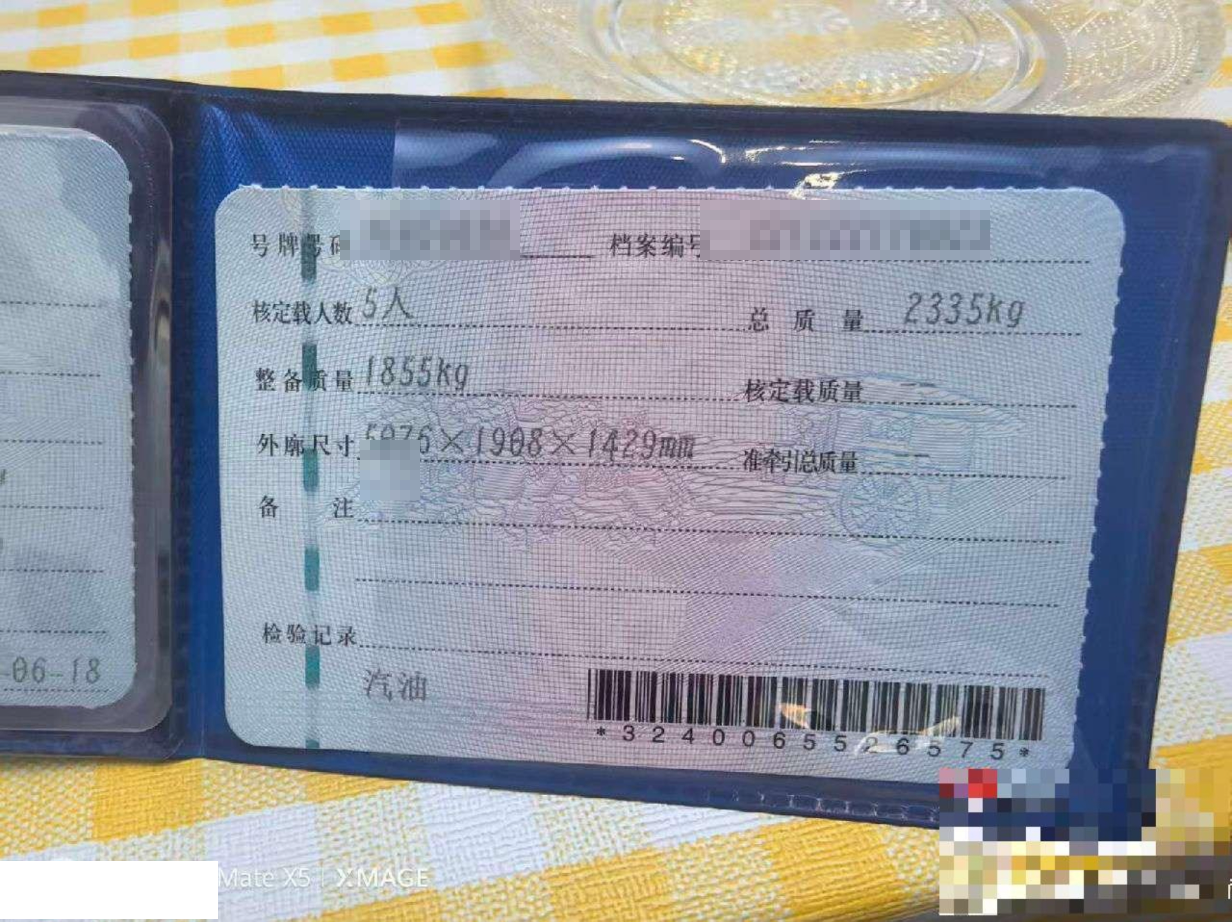 号牌号码 档案编号
核定载人数 5人 总质量 2335kg
整备质量 1855kg 核定载质量 --
外廓尺寸 5076×1908×1429mm 准牵引总质量 --
备注
检验记录
-06-18
汽油
*3240065526575*
Mate X5 | XMAGE